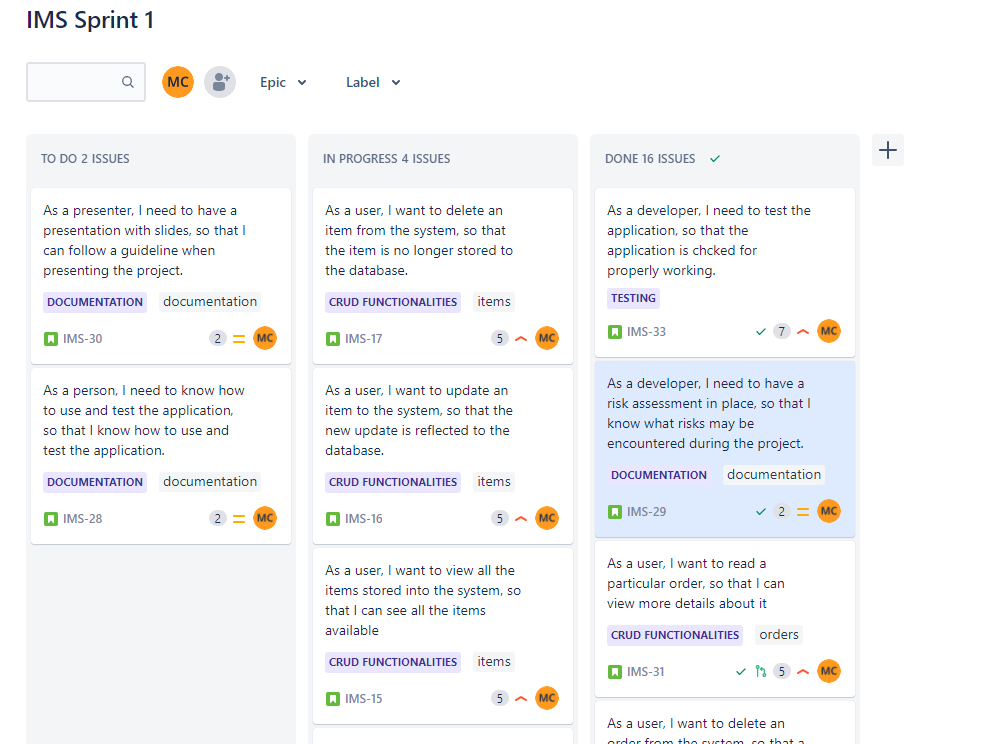 IMS Sprint 1
MC
Epic
Label
TO DO 2 ISSUES
As a presenter, I need to have a
presentation with slides, so that I
can follow a guideline when
presenting the project.
DOCUMENTATION documentation
IMS-30 2 MC
As a person, I need to know how
to use and test the application,
so that I know how to use and
test the application.
DOCUMENTATION documentation
IMS-28 2 MC
IN PROGRESS 4 ISSUES
As a user, I want to delete an
item from the system, so that
the item is no longer stored to
the database.
CRUD FUNCTIONALITIES items
IMS-17 5 MC
As a user, I want to update an
item to the system, so that the
new update is reflected to the
database.
CRUD FUNCTIONALITIES items
IMS-16 5 MC
As a user, I want to view all the
items stored into the system, so
that I can see all the items
available
CRUD FUNCTIONALITIES items
IMS-15 5 MC
DONE 16 ISSUES
As a developer, I need to test the
application, so that the
application is chcked for
properly working.
TESTING
IMS-33 7 MC
As a developer, I need to have a
risk assessment in place, so that I
know what risks may be
encountered during the project.
DOCUMENTATION documentation
IMS-29 2 MC
As a user, I want to read a
particular order, so that I can
view more details about it
CRUD FUNCTIONALITIES orders
IMS-31 5 MC
As a user, I want to delete an
order from the system, so that a